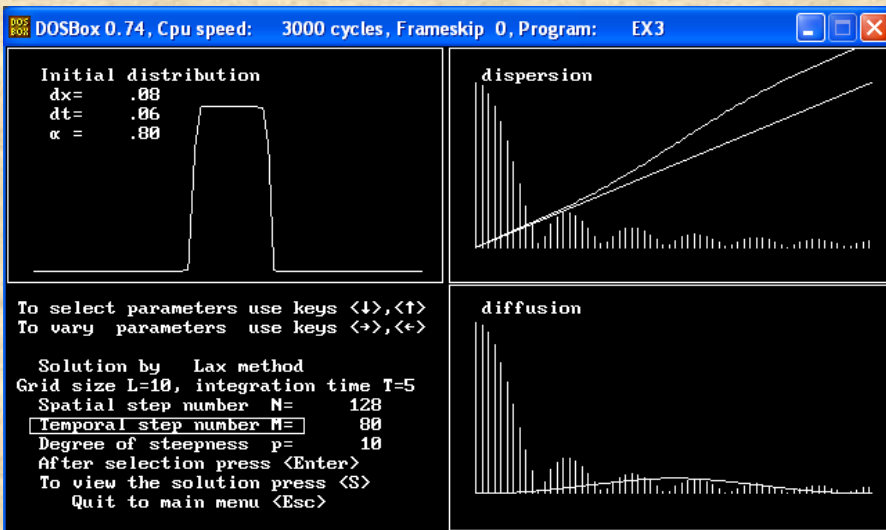 DOSBox 0.74, Cpu speed: 3000 cycles, Frameskip 0, Program: EX3
Initial distribution
dx= .08
dt= .06
α = .80
dispersion
To select parameters use keys <↓>,<↑>
To vary parameters use keys <→>,<←>
Solution by Lax method
Grid size L=10, integration time T=5
Spatial step number N= 128
Temporal step number M= 80
Degree of steepness p= 10
After selection press <Enter>
To view the solution press <S>
Quit to main menu <Esc>
diffusion